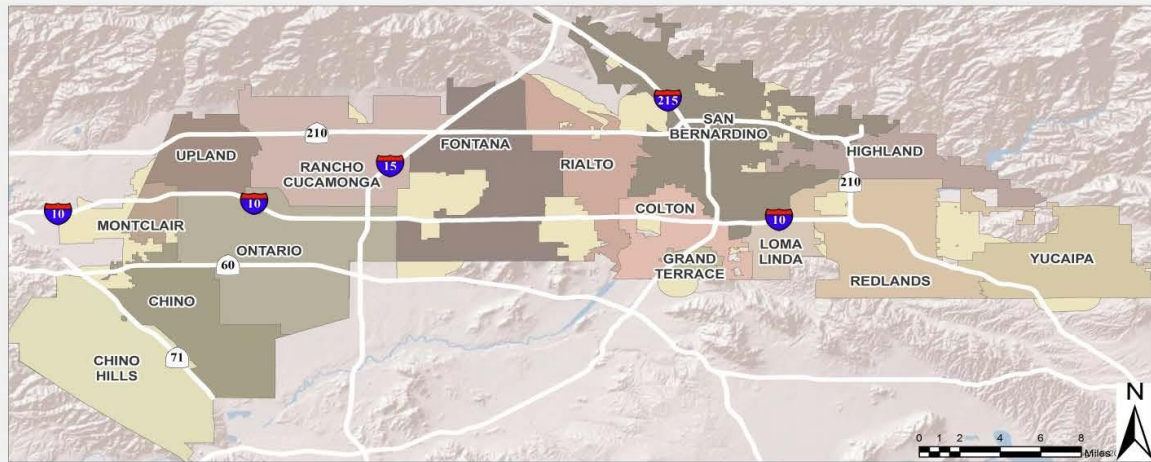 215
SAN
BERNARDINO
210
FONTANA
UPLAND
HIGHLAND
RANCHO
CUCAMONGA
15
RIALTO
210
10
10
COLTON
10
MONTCLAIR
ONTARIO
LOMA
LINDA
GRAND
TERRACE
YUCAIPA
60
REDLANDS
CHINO
CHINO
HILLS
71
N
0 1 2 4 6 8
Miles